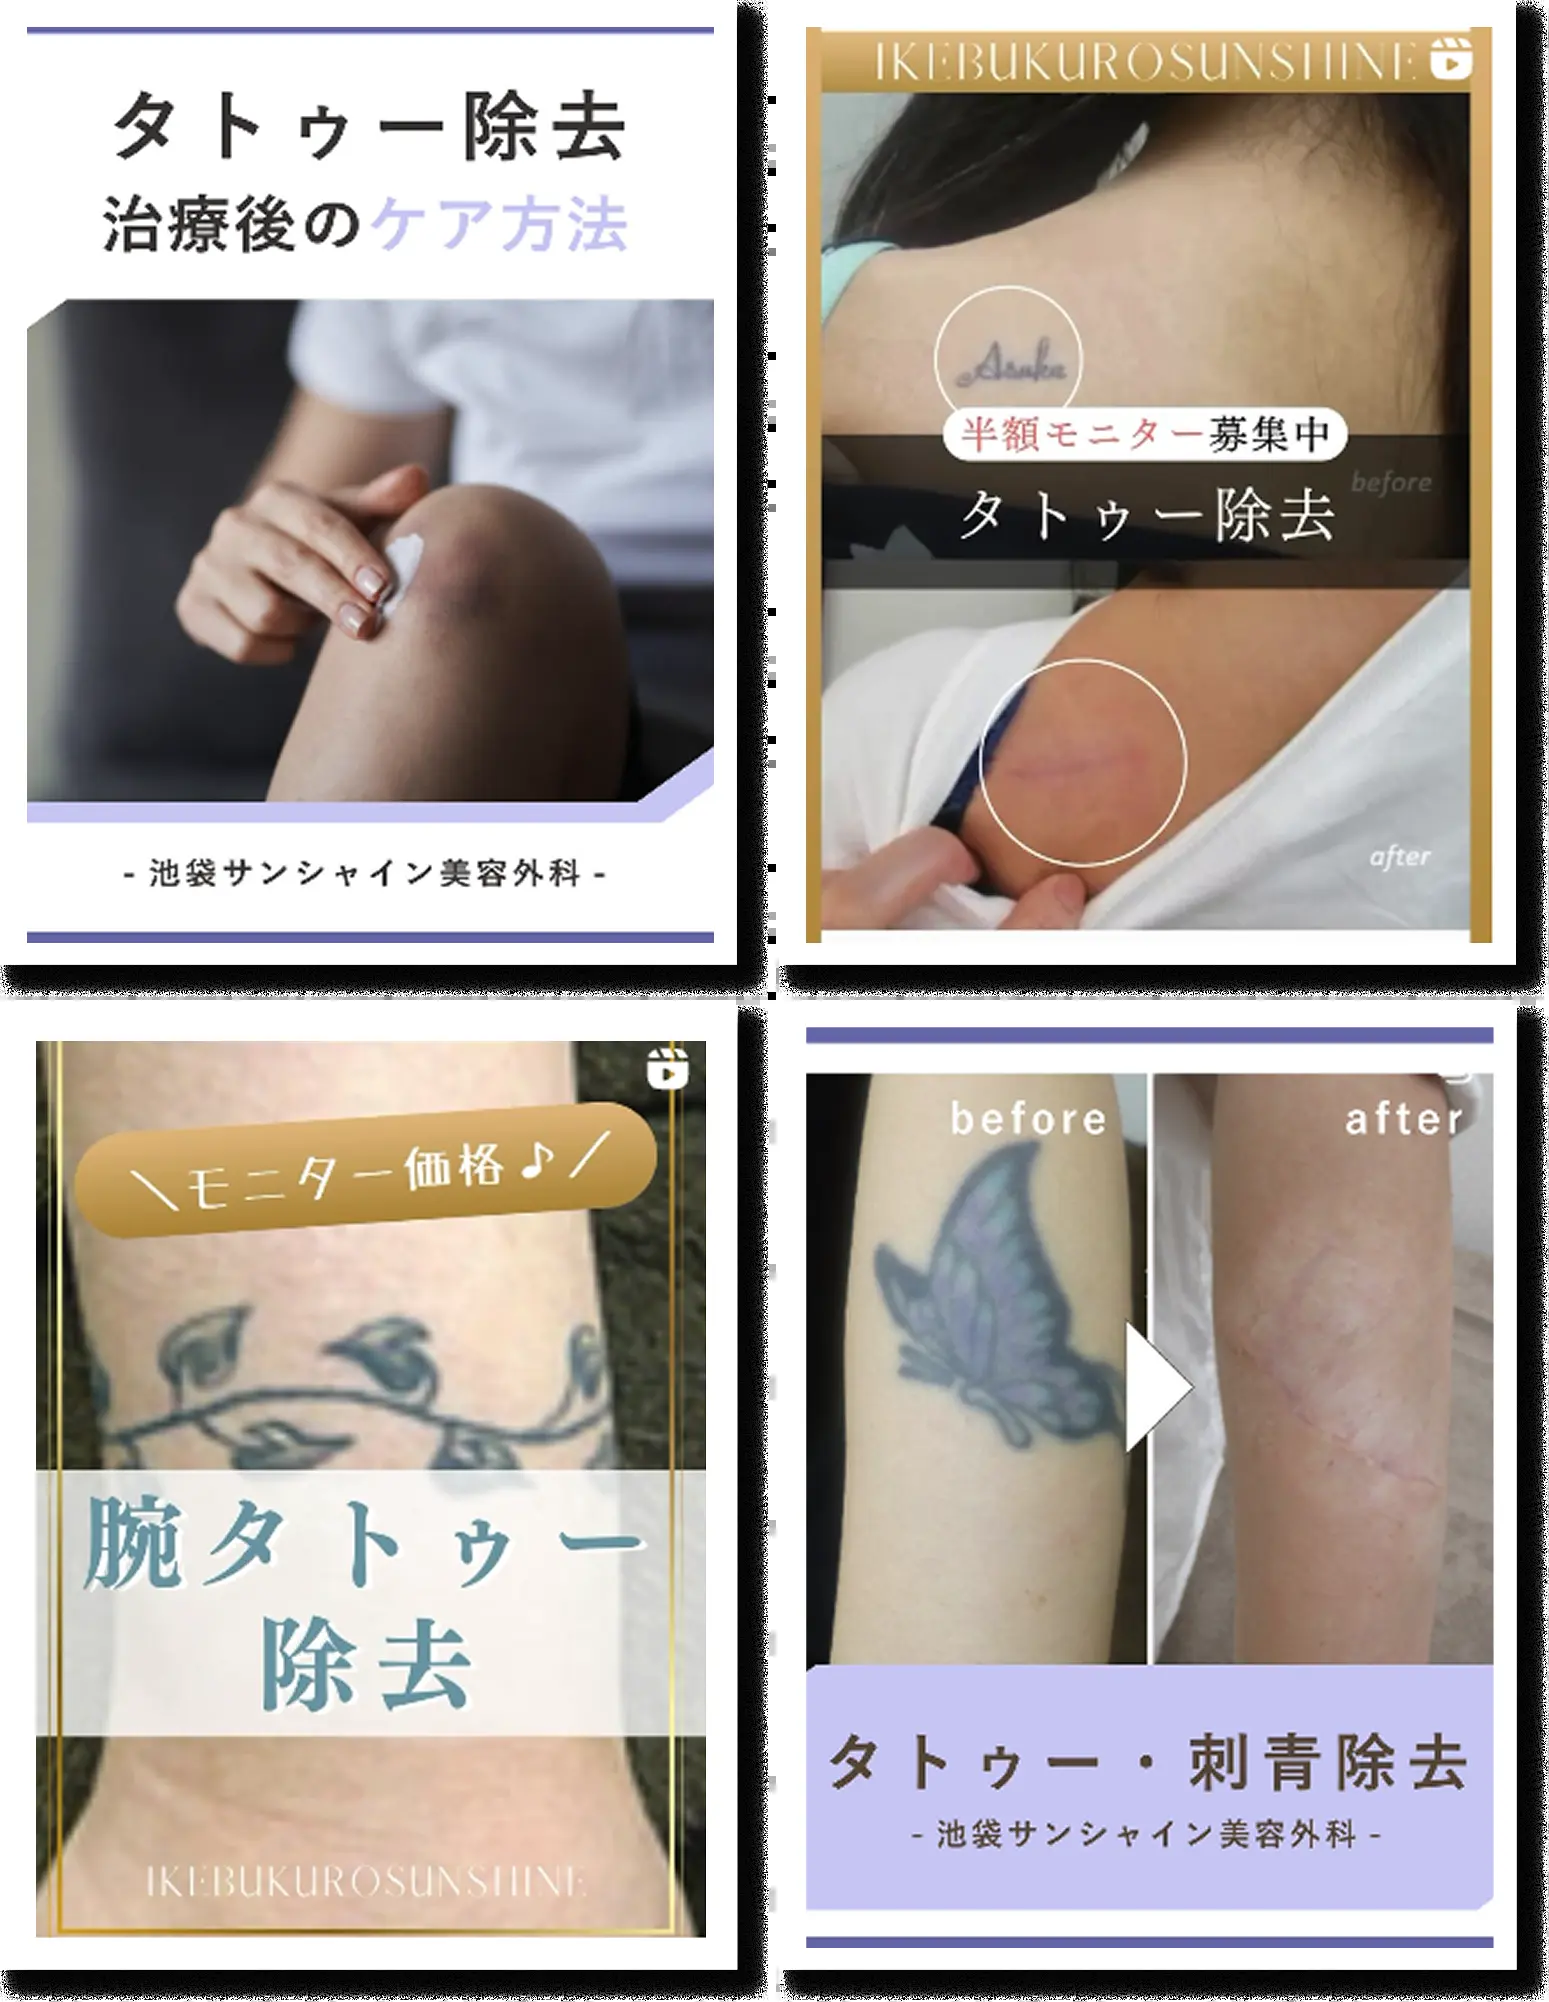 タトゥー除去
治療後のケア方法
- 池袋サンシャイン美容外科 -
IKEBUKUROSUNSHINE
Asuka
半額モニター募集中
before
タトゥー除去
after
＼モニター価格♪／
腕タトゥー
除去
IKEBUKUROSUNSHINE
before
after
タトゥー・刺青除去
- 池袋サンシャイン美容外科 -